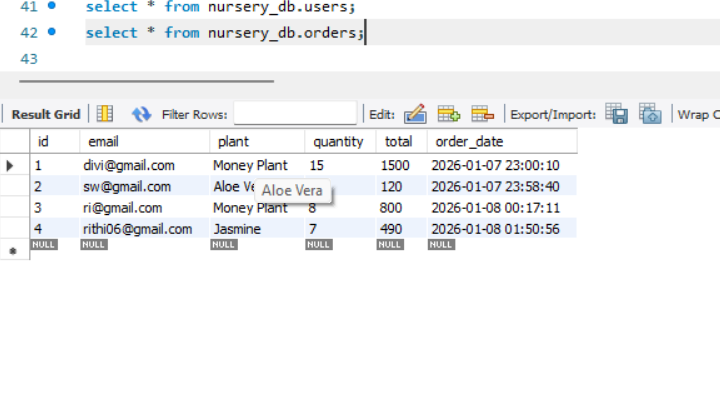 41 select * from nursery_db.users;
42 select * from nursery_db.orders;
43
Result Grid Filter Rows: Edit: Export/Import: Wrap C
id email plant quantity total order_date
1 divi@gmail.com Money Plant 15 1500 2026-01-07 23:00:10
2 sw@gmail.com Aloe Ve 120 2026-01-07 23:58:40
Aloe Vera
3 ri@gmail.com Money Plant 8 800 2026-01-08 00:17:11
4 rithi06@gmail.com Jasmine 7 490 2026-01-08 01:50:56
NULL NULL NULL NULL NULL NULL